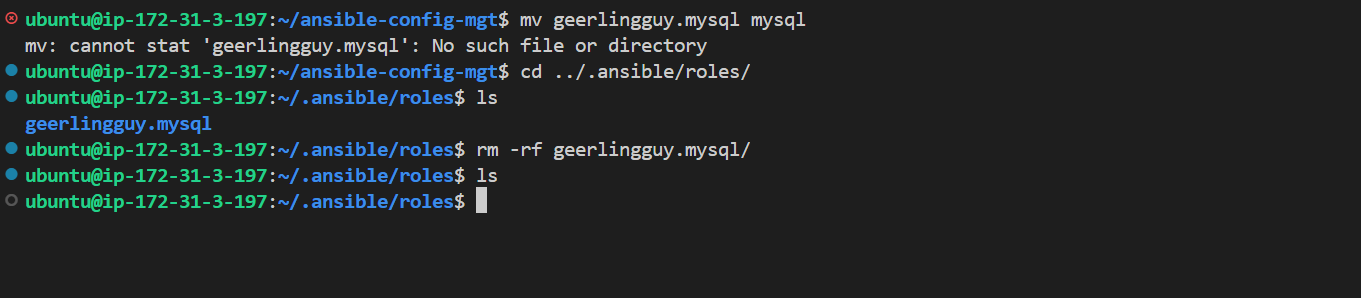 ubuntu@ip-172-31-3-197:~/ansible-config-mgt$ mv geerlingguy.mysql mysql
mv: cannot stat 'geerlingguy.mysql': No such file or directory
ubuntu@ip-172-31-3-197:~/ansible-config-mgt$ cd ../.ansible/roles/
ubuntu@ip-172-31-3-197:~/.ansible/roles$ ls
geerlingguy.mysql
ubuntu@ip-172-31-3-197:~/.ansible/roles$ rm -rf geerlingguy.mysql/
ubuntu@ip-172-31-3-197:~/.ansible/roles$ ls
ubuntu@ip-172-31-3-197:~/.ansible/roles$